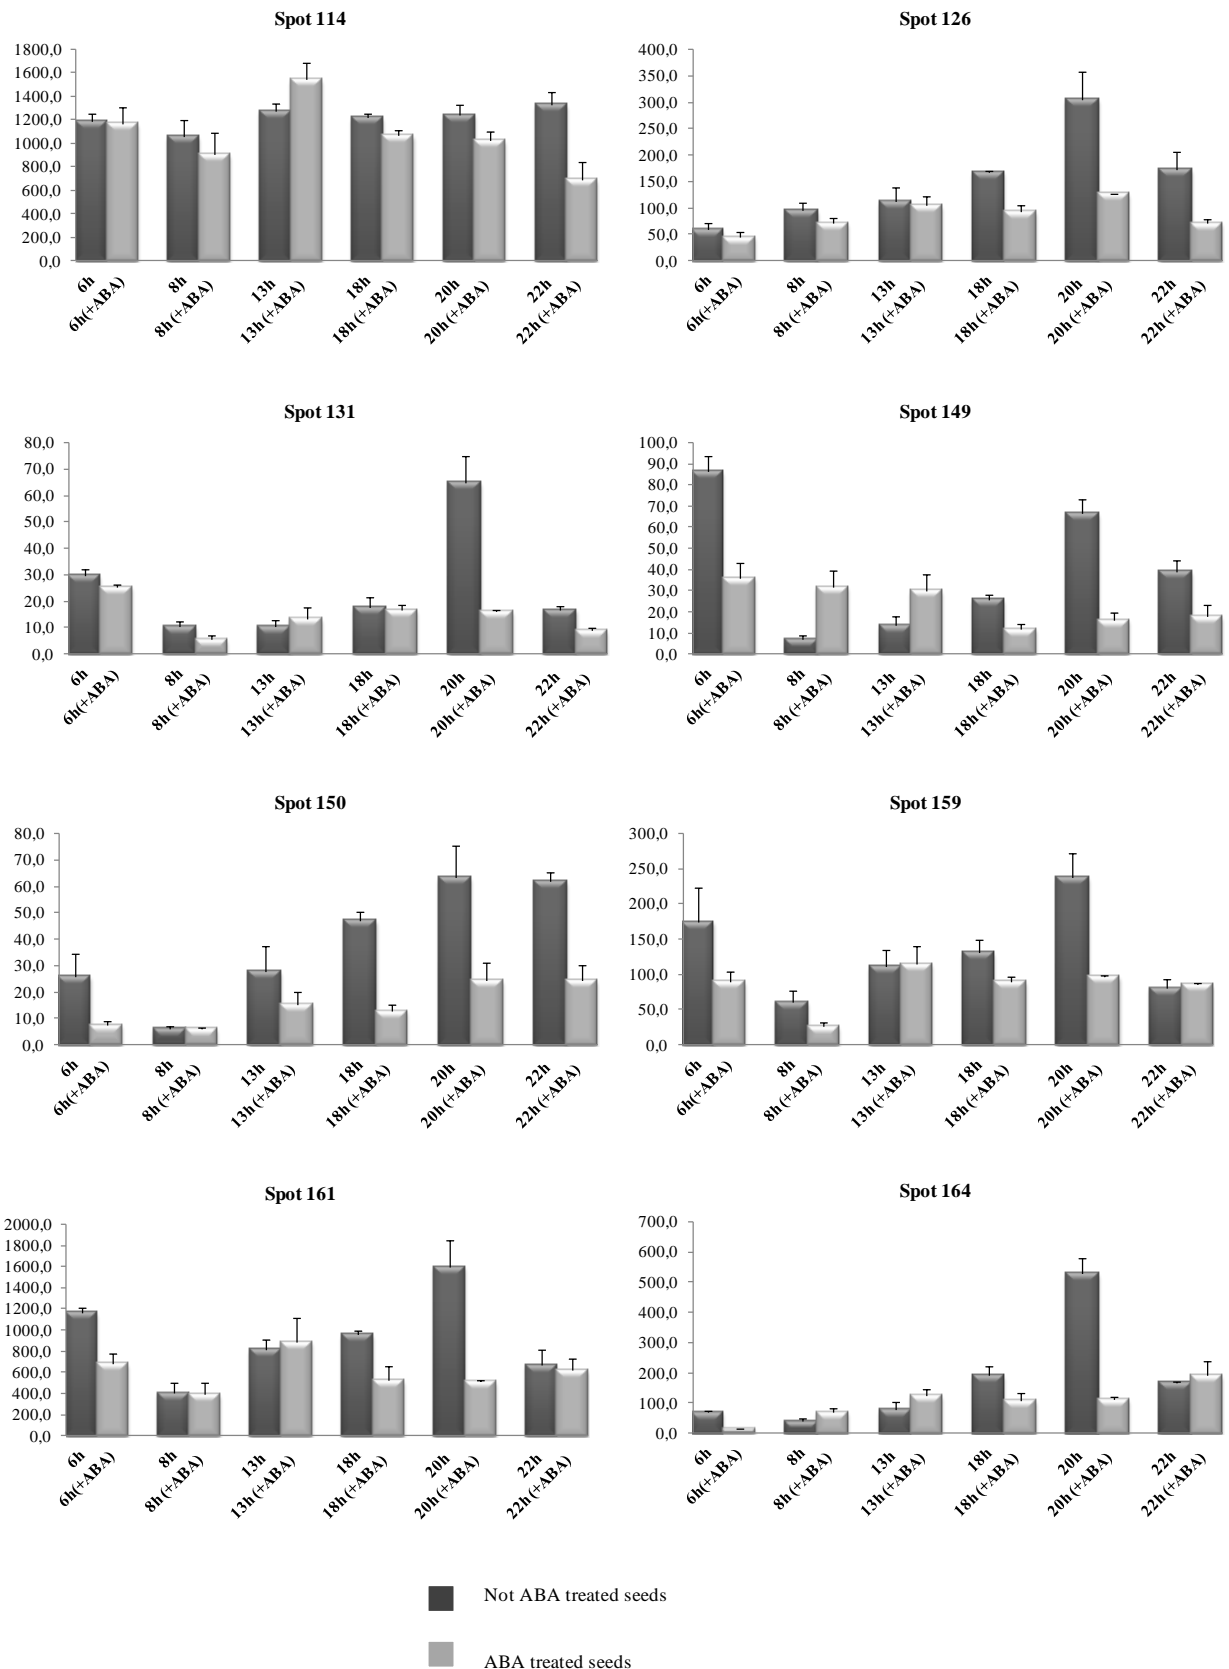 Spot 114
1800,0
1600,0
1400,0
1200,0
1000,0
800,0
600,0
400,0
200,0
0,0
6h
6h(+ABA)
8h
8h (+ABA)
13h
13h (+ABA)
18h
18h (+ABA)
20h
20h (+ABA)
22h
22h (+ABA)
Spot 126
400,0
350,0
300,0
250,0
200,0
150,0
100,0
50,0
0,0
6h
6h(+ABA)
8h
8h (+ABA)
13h
13h (+ABA)
18h
18h (+ABA)
20h
20h (+ABA)
22h
22h (+ABA)
Spot 131
80,0
70,0
60,0
50,0
40,0
30,0
20,0
10,0
0,0
6h
6h(+ABA)
8h
8h (+ABA)
13h
13h (+ABA)
18h
18h (+ABA)
20h
20h (+ABA)
22h
22h (+ABA)
Spot 149
100,0
90,0
80,0
70,0
60,0
50,0
40,0
30,0
20,0
10,0
0,0
6h
6h(+ABA)
8h
8h (+ABA)
13h
13h (+ABA)
18h
18h (+ABA)
20h
20h (+ABA)
22h
22h (+ABA)
Spot 150
80,0
70,0
60,0
50,0
40,0
30,0
20,0
10,0
0,0
6h
6h(+ABA)
8h
8h (+ABA)
13h
13h (+ABA)
18h
18h (+ABA)
20h
20h (+ABA)
22h
22h (+ABA)
Spot 159
300,0
250,0
200,0
150,0
100,0
50,0
0,0
6h
6h(+ABA)
8h
8h (+ABA)
13h
13h (+ABA)
18h
18h (+ABA)
20h
20h (+ABA)
22h
22h (+ABA)
Spot 161
2000,0
1800,0
1600,0
1400,0
1200,0
1000,0
800,0
600,0
400,0
200,0
0,0
6h
6h(+ABA)
8h
8h (+ABA)
13h
13h (+ABA)
18h
18h (+ABA)
20h
20h (+ABA)
22h
22h (+ABA)
Spot 164
700,0
600,0
500,0
400,0
300,0
200,0
100,0
0,0
6h
6h(+ABA)
8h
8h (+ABA)
13h
13h (+ABA)
18h
18h (+ABA)
20h
20h (+ABA)
22h
22h (+ABA)
Not ABA treated seeds
ABA treated seeds